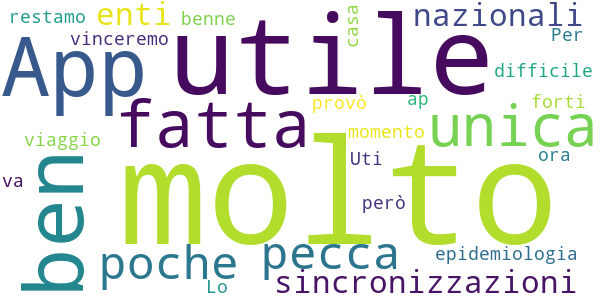 restamo enti benne casa nazionali
vinceremo Per
App utile difficile
fatta provò ap forti
viaggio momento unica
ben molto Uti ora
va però
poche pecca epidemiologia
Lo sincronizzazioni